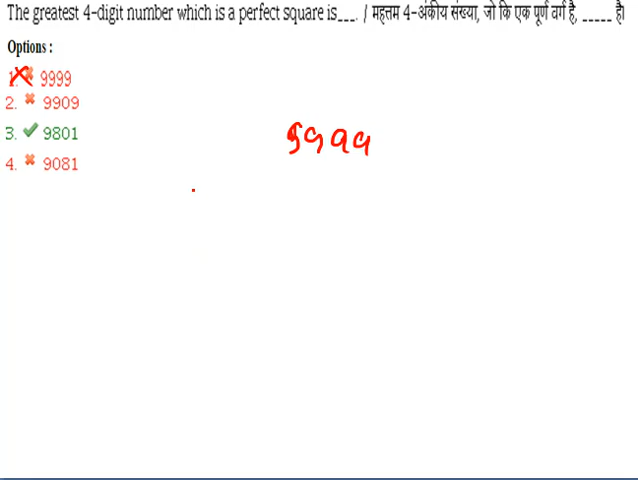 The greatest 4-digit number which is a perfect square is___. / महत्तम 4-अंकीय संख्या, जो कि एक पूर्ण वर्ग है, _____ है।
Options :
1. 9999
2. 9909
3. 9801
9999
4. 9081